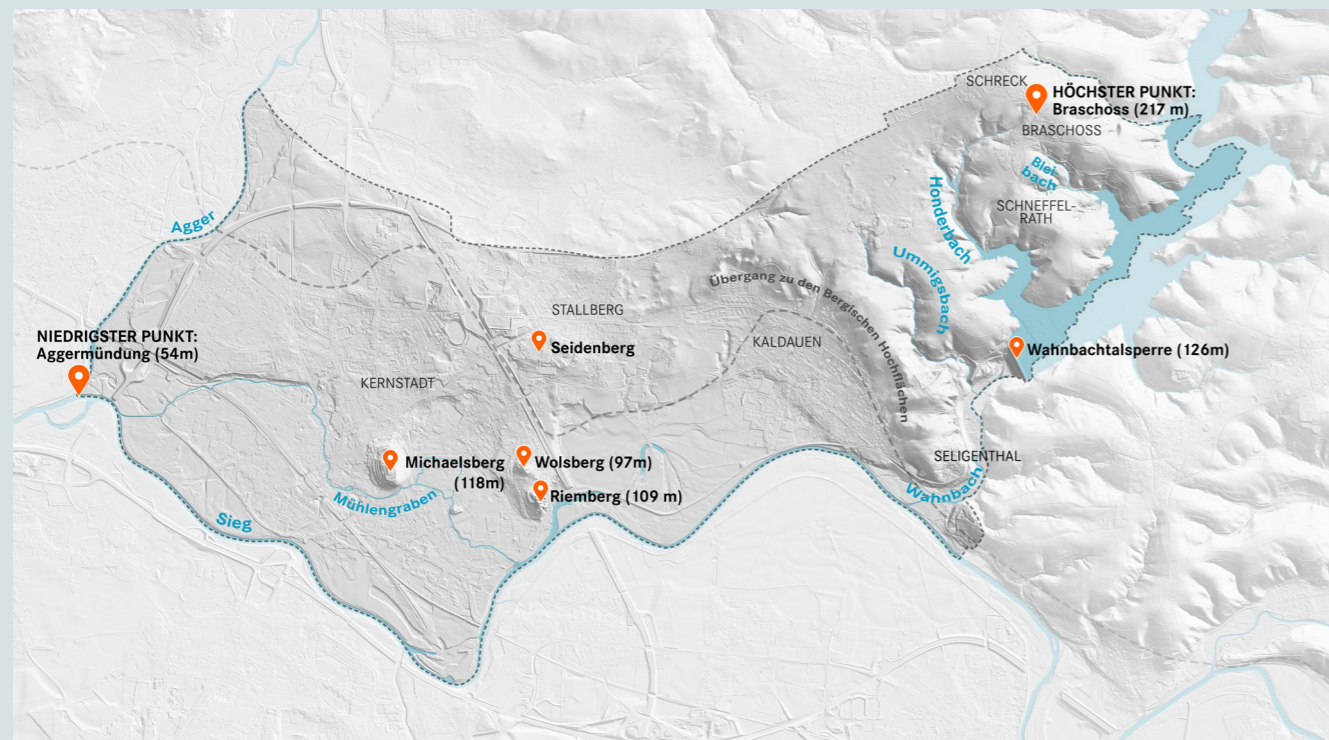 SCHRECK
HÖCHSTER PUNKT:
Braschoss (217 m)
BRASCHOSS
Blei-
bach
Honderbach
SCHNEFFEL-
RATH
Agger
Ummigsbach
Übergang zu den Bergischen Hochflächen
STALLBERG
NIEDRIGSTER PUNKT:
Aggermündung (54m)
Seidenberg
KALDAUEN
Wahnbachtalsperre (126m)
KERNSTADT
Michaelsberg
(118m)
Wolsberg (97m)
SELIGENTHAL
Riemberg (109 m)
Wahnbach
Mühlengraben
Sieg